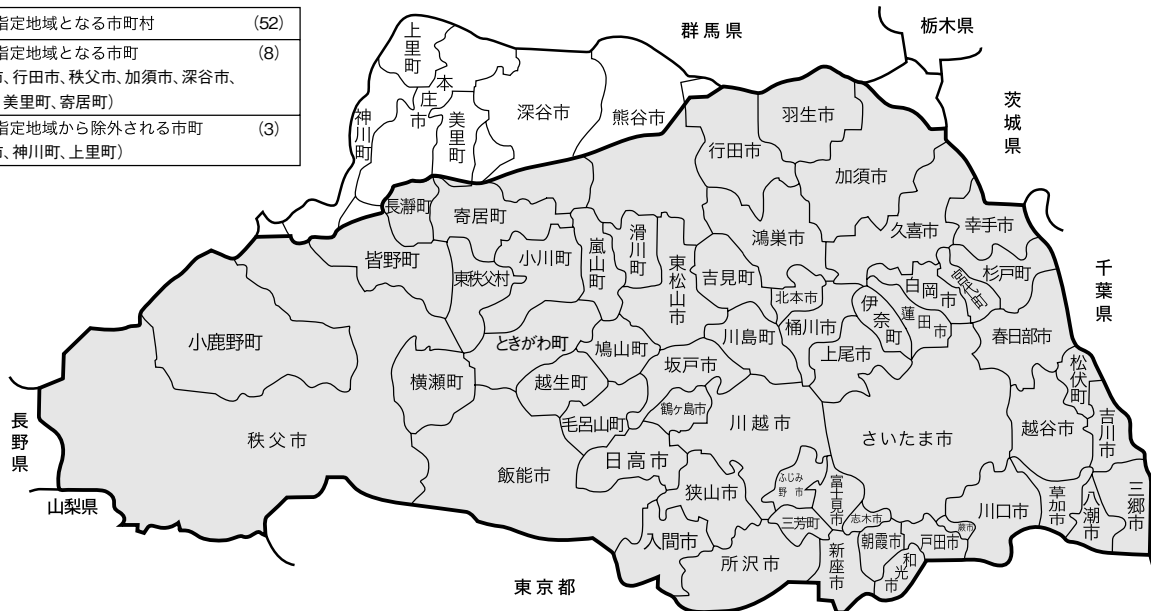 指定地域となる市町村 (52)
指定地域となる市町 (8)
市、行田市、秩父市、加須市、深谷市、
美里町、寄居町)
指定地域から除外される市町 (3)
市、神川町、上里町)
群馬県
栃木県
茨城県
千葉県
東京都
山梨県
長野県
上里町
本庄市
神川町
美里町
深谷市
熊谷市
行田市
羽生市
加須市
長瀞町
寄居町
皆野町
東秩父村
小川町
嵐山町
滑川町
東松山市
吉見町
鴻巣市
久喜市
幸手市
杉戸町
宮代町
白岡市
北本市
伊奈町
蓮田市
小鹿野町
ときがわ町
鳩山町
川島町
桶川市
上尾市
春日部市
松伏町
横瀬町
越生町
坂戸市
鶴ヶ島市
毛呂山町
川越市
さいたま市
越谷市
吉川市
秩父市
飯能市
日高市
狭山市
ふじみ
野市
富士見市
三芳町
志木市
川口市
草加市
八潮市
三郷市
入間市
所沢市
新座市
朝霞市
和光市
戸田市
蕨市